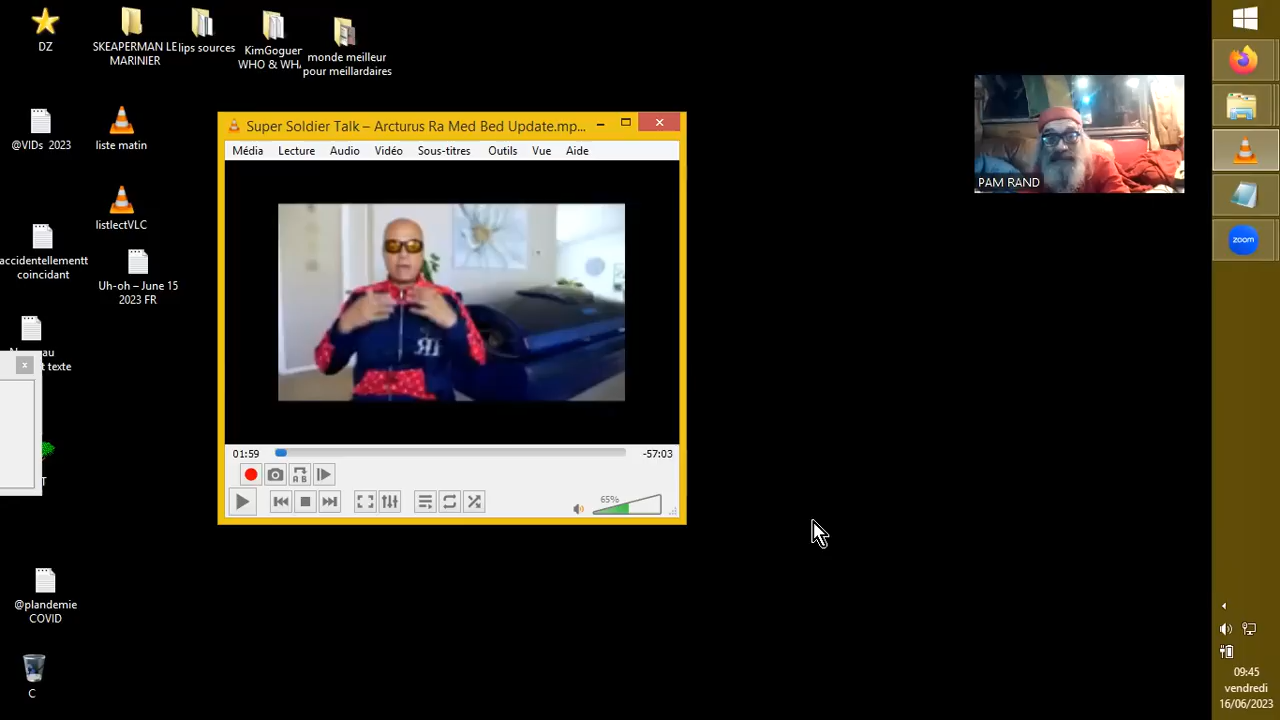 DZ
SKEAPERMAN LE
MARINIER
lips sources
KimGoguer
WHO & WHA
monde meilleur
pour meillardaires
@VIDs 2023
liste matin
listlectVLC
accidentellementt
coincidant
Uh-oh – June 15
2023 FR
texte
x
@plandemie
COVID
C
Super Soldier Talk – Arcturus Ra Med Bed Update.mp...
Média Lecture Audio Vidéo Sous-titres Outils Vue Aide
01:59
-57:03
A B
65%
PAM RAND
zoom
09:45
vendredi
16/06/2023